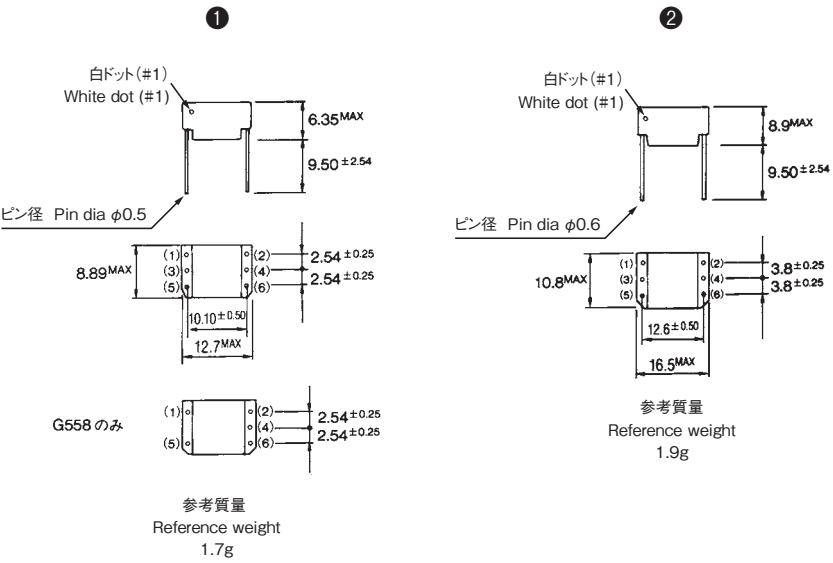 ❶
白ドット(#1)
White dot (#1)
6.35MAX
9.50±2.54
ピン径 Pin dia φ0.5
8.89MAX
(1) (2) 2.54±0.25
(3) (4) 2.54±0.25
(5) (6)
10.10±0.50
12.7MAX
G558のみ
(1) (2) 2.54±0.25
(4) 2.54±0.25
(5) (6)
参考質量
Reference weight
1.7g
❷
白ドット(#1)
White dot (#1)
8.9MAX
9.50±2.54
ピン径 Pin dia φ0.6
10.8MAX
(1) (2) 3.8±0.25
(3) (4) 3.8±0.25
(5) (6)
12.6±0.50
16.5MAX
参考質量
Reference weight
1.9g